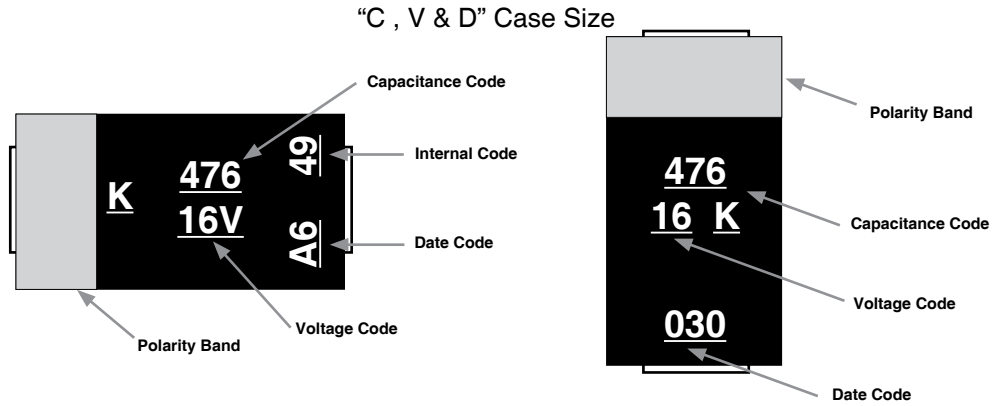 “C , V & D” Case Size
Capacitance Code
49
Internal Code
K
476
16V
A6
Date Code
Voltage Code
Polarity Band
Polarity Band
476
16 K
Capacitance Code
Voltage Code
030
Date Code